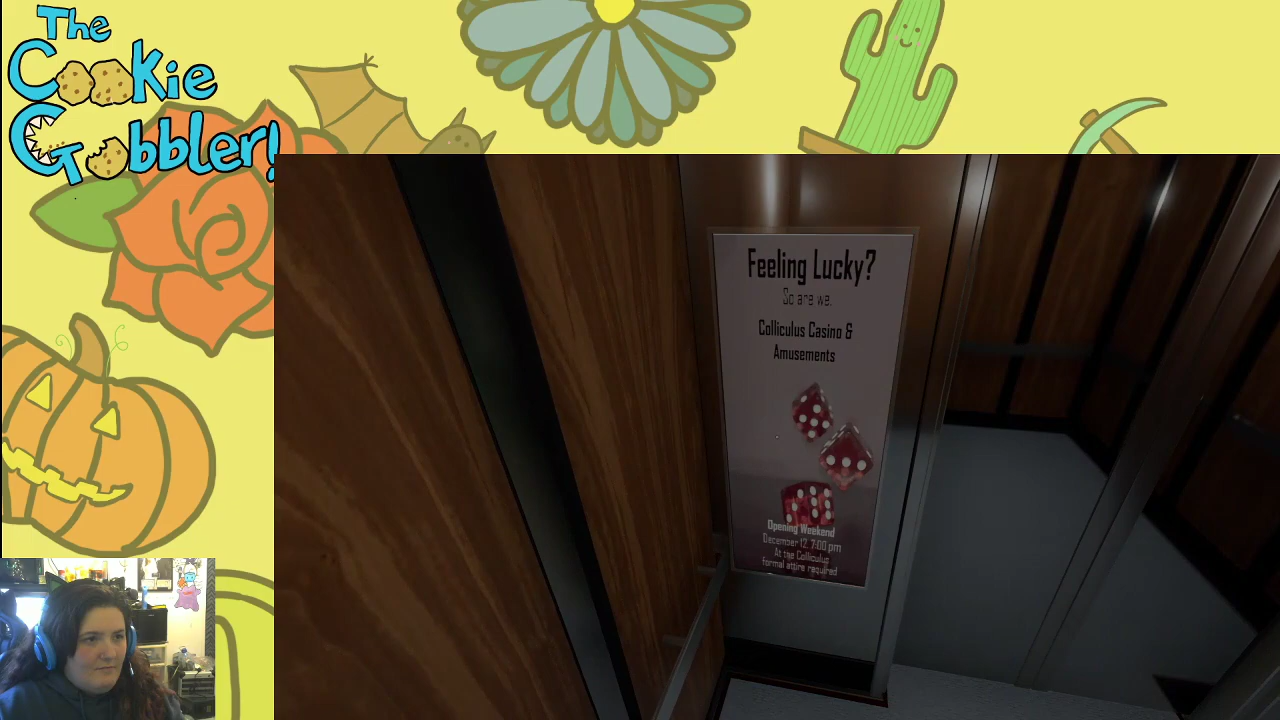 The
Cookie
Gobbler!
Feeling Lucky?
So are we.
Colliculus Casino &
Amusements
Opening Weekend
December 12, 7:00 pm
At the Colliculus
formal attire required